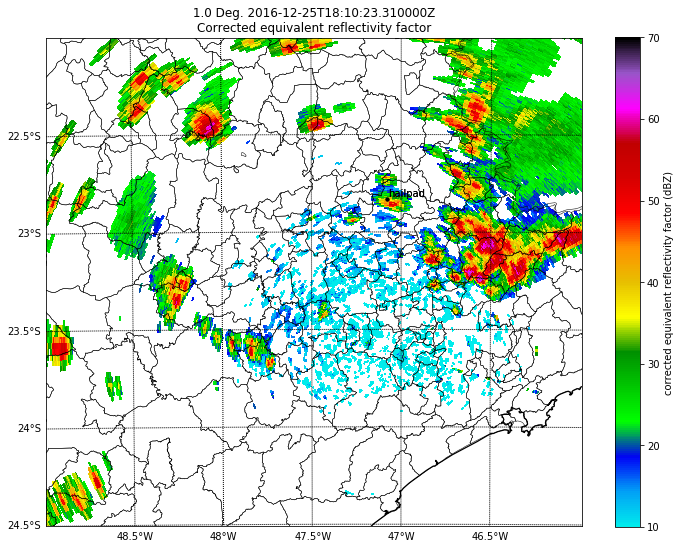 1.0 Deg. 2016-12-25T18:10:23.310000Z
Corrected equivalent reflectivity factor
22.5°S
23°S
23.5°S
24°S
24.5°S
48.5°W
48°W
47.5°W
47°W
46.5°W
hailpad
70
60
50
40
30
20
10
corrected equivalent reflectivity factor (dBZ)